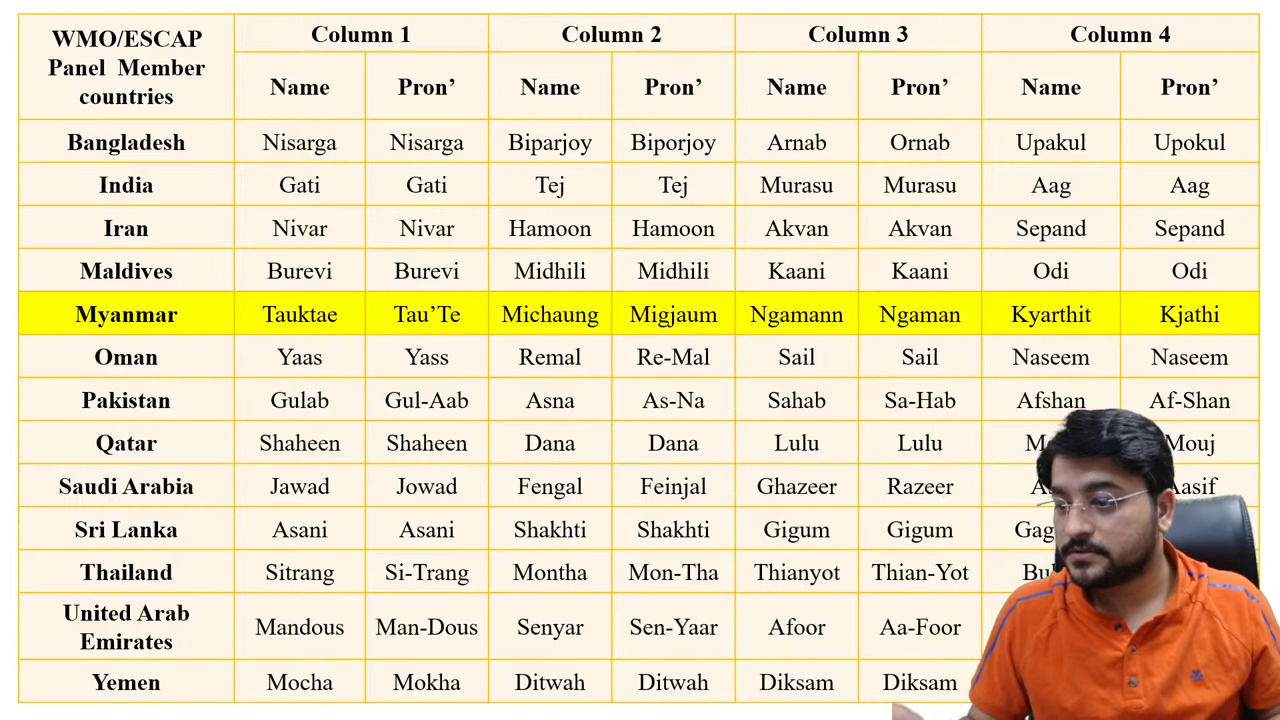 WMO/ESCAP Panel Member countries Column 1 Column 2 Column 3 Column 4
Name Pron’ Name Pron’ Name Pron’ Name Pron’
Bangladesh Nisarga Nisarga Biparjoy Biporjoy Arnab Ornab Upakul Upokul
India Gati Gati Tej Tej Murasu Murasu Aag Aag
Iran Nivar Nivar Hamoon Hamoon Akvan Akvan Sepand Sepand
Maldives Burevi Burevi Midhili Midhili Kaani Kaani Odi Odi
Myanmar Tauktae Tau’Te Michaung Migjaum Ngamann Ngaman Kyarthit Kjathi
Oman Yaas Yass Remal Re-Mal Sail Sail Naseem Naseem
Pakistan Gulab Gul-Aab Asna As-Na Sahab Sa-Hab Afshan Af-Shan
Qatar Shaheen Shaheen Dana Dana Lulu Lulu Mouj
Saudi Arabia Jawad Jowad Fengal Feinjal Ghazeer Razeer Aasif
Sri Lanka Asani Asani Shakhti Shakhti Gigum Gigum
Thailand Sitrang Si-Trang Montha Mon-Tha Thianyot Thian-Yot
United Arab Emirates Mandous Man-Dous Senyar Sen-Yaar Afoor Aa-Foor
Yemen Mocha Mokha Ditwah Ditwah Diksam Diksam